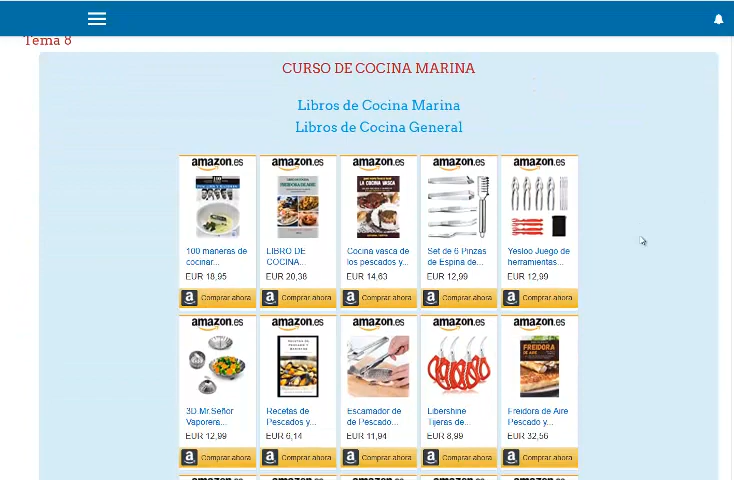 Tema 8
CURSO DE COCINA MARINA
Libros de Cocina Marina
Libros de Cocina General
amazon.es amazon.es amazon.es amazon.es amazon.es
100 maneras de cocinar...
LIBRO DE COCINA...
Cocina vasca de los pescados y...
Set de 6 Pinzas de Espina de...
Yesloo Juego de herramientas...
EUR 18,95 EUR 20,38 EUR 14,63 EUR 12,99 EUR 12,99
Comprar ahora Comprar ahora Comprar ahora Comprar ahora Comprar ahora
amazon.es amazon.es amazon.es amazon.es amazon.es
3D.Mr.Señor Vaporera...
Recetas de Pescados y...
Escamador de de Pescado...
Libershine Tijeras de...
Freidora de Aire Pescado y...
EUR 12,99 EUR 6,14 EUR 11,94 EUR 8,99 EUR 32,56
Comprar ahora Comprar ahora Comprar ahora Comprar ahora Comprar ahora